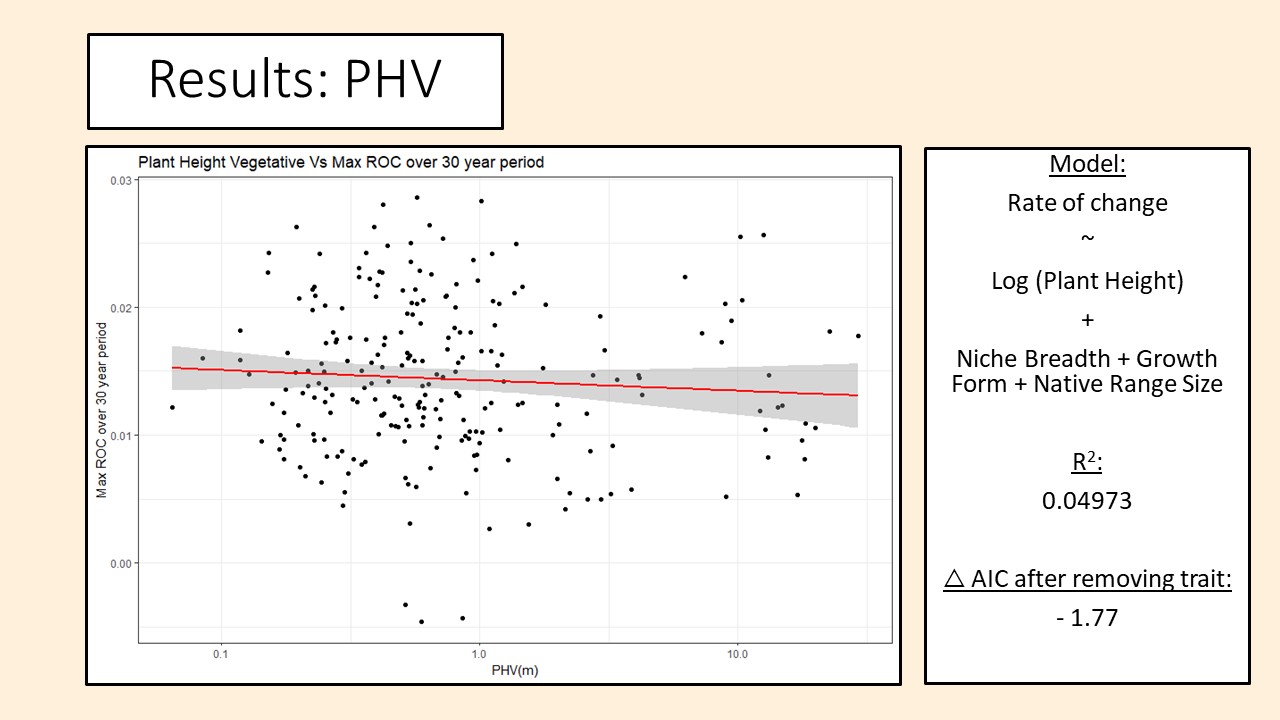 Results: PHV
Plant Height Vegetative Vs Max ROC over 30 year period
0.03
0.02
0.01
0.00
Max ROC over 30 year period
0.1
1.0
10.0
PHV(m)
Model:
Rate of change
~
Log (Plant Height)
+
Niche Breadth + Growth
Form + Native Range Size
R²:
0.04973
△ AIC after removing trait:
- 1.77